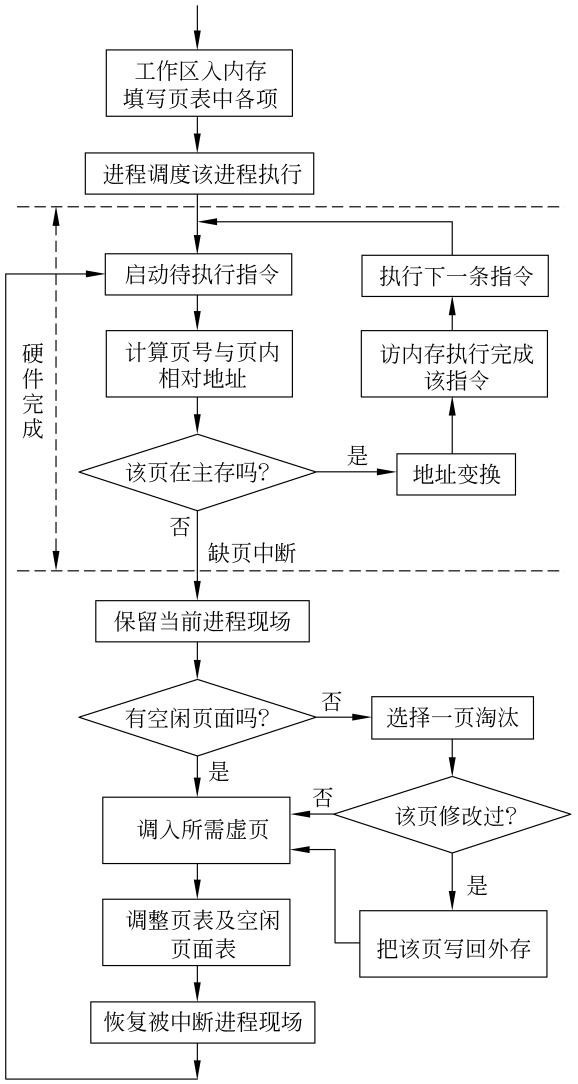 工作区入内存
填写页表中各项
进程调度该进程执行
启动待执行指令
执行下一条指令
硬件完成
计算页号与页内
相对地址
访内存执行完成
该指令
该页在主存吗?
是
地址变换
否
缺页中断
保留当前进程现场
有空闲页面吗?
否
选择一页淘汰
是
调入所需虚页
否
该页修改过?
是
调整页表及空闲
页面表
把该页写回外存
恢复被中断进程现场